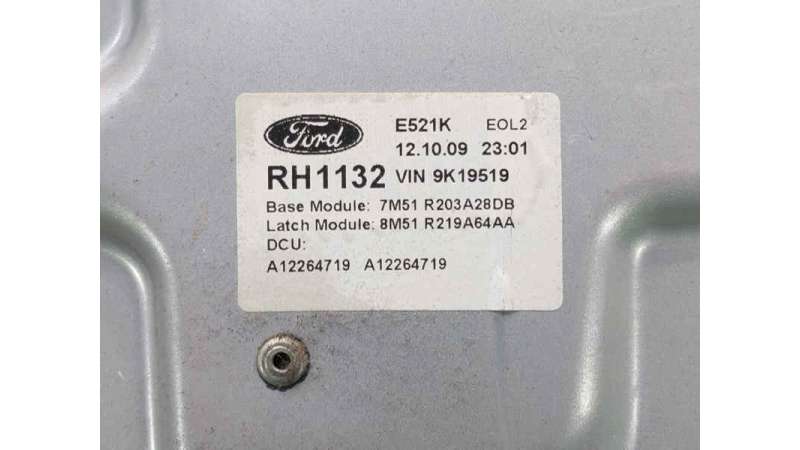 Ford E521K EOL2
12.10.09 23:01
RH1132 VIN 9K19519
Base Module: 7M51 R203A28DB
Latch Module: 8M51 R219A64AA
DCU:
A12264719 A12264719